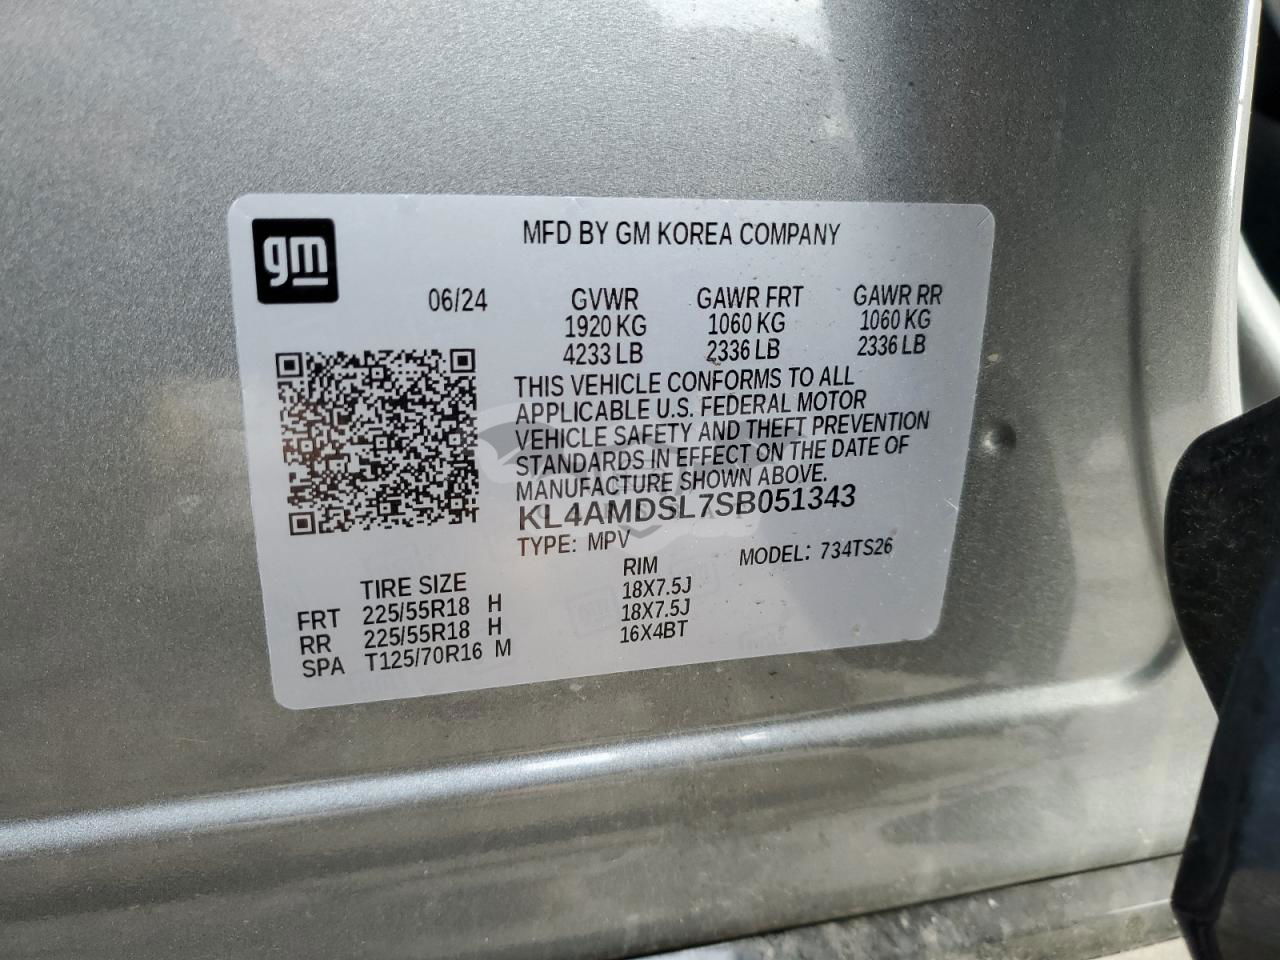 gm
MFD BY GM KOREA COMPANY
06/24 GVWR GAWR FRT GAWR RR
1920 KG 1060 KG 1060 KG
4233 LB 2336 LB 2336 LB
THIS VEHICLE CONFORMS TO ALL
APPLICABLE U.S. FEDERAL MOTOR
VEHICLE SAFETY AND THEFT PREVENTION
STANDARDS IN EFFECT ON THE DATE OF
MANUFACTURE SHOWN ABOVE.
KL4AMDSL7SB051343
TYPE: MPV MODEL: 734TS26
TIRE SIZE RIM
FRT 225/55R18 H 18X7.5J
RR 225/55R18 H 18X7.5J
SPA T125/70R16 M 16X4BT